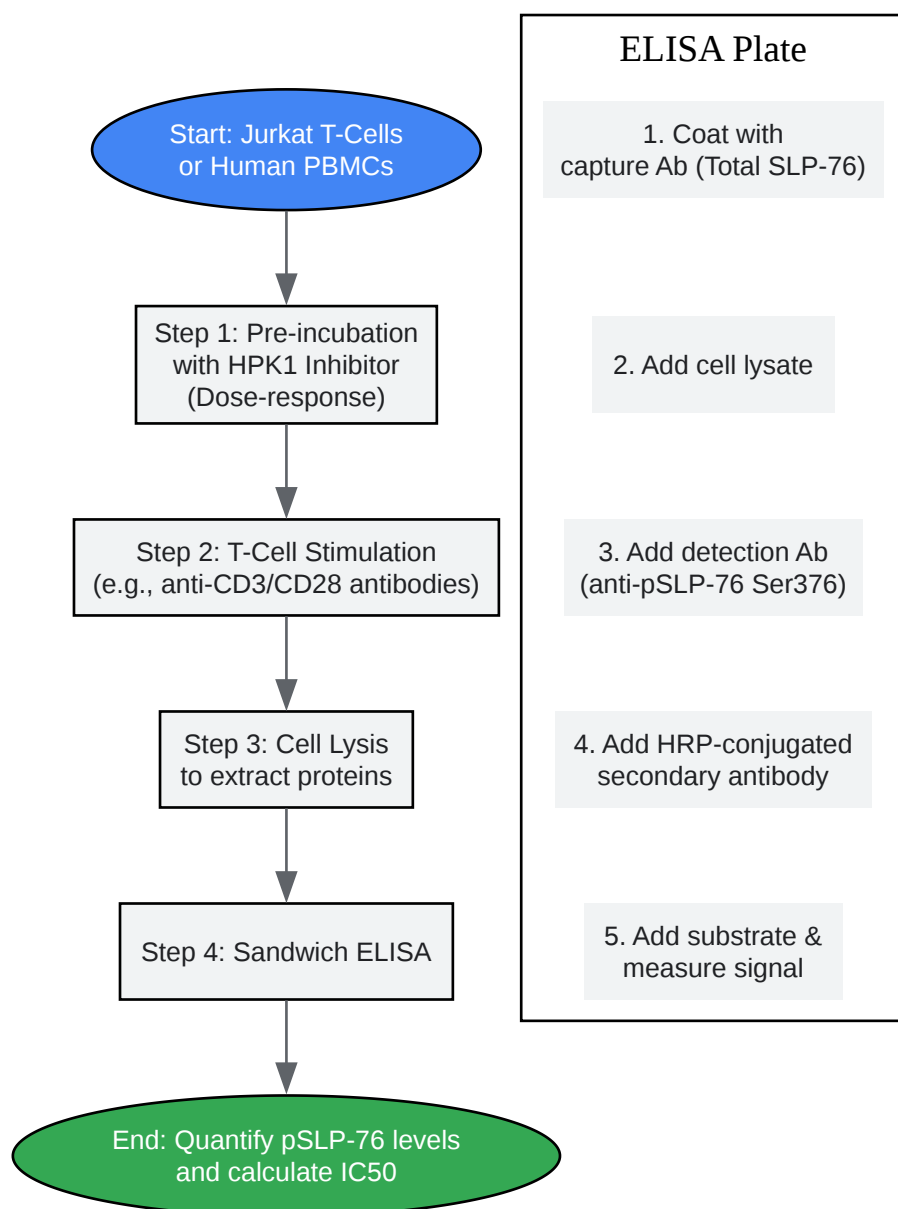 Start: Jurkat T-Cells
or Human PBMCs
Step 1: Pre-incubation
with HPK1 Inhibitor
(Dose-response)
Step 2: T-Cell Stimulation
(e.g., anti-CD3/CD28 antibodies)
Step 3: Cell Lysis
to extract proteins
Step 4: Sandwich ELISA
End: Quantify pSLP-76 levels
and calculate IC50
ELISA Plate
1. Coat with
capture Ab (Total SLP-76)
2. Add cell lysate
3. Add detection Ab
(anti-pSLP-76 Ser376)
4. Add HRP-conjugated
secondary antibody
5. Add substrate &
measure signal